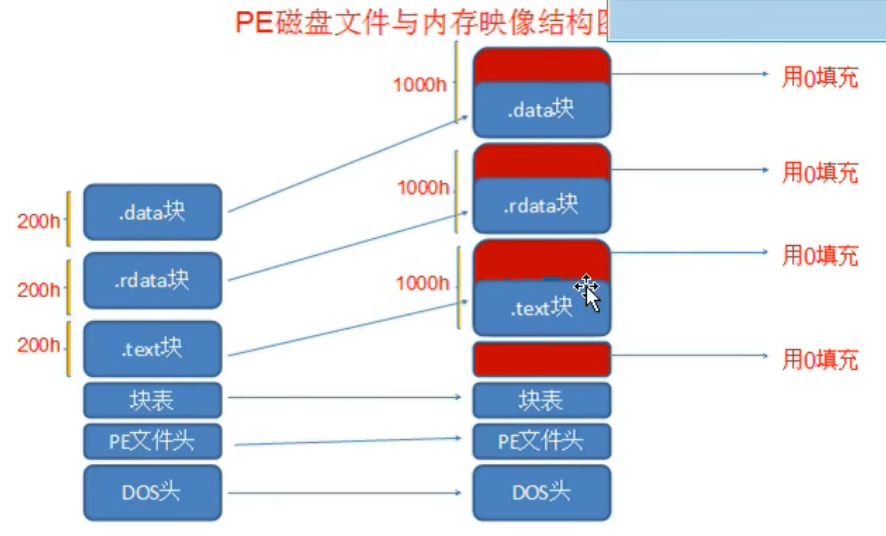 PE磁盘文件与内存映像结构
1000h
用0填充
.data块
1000h
用0填充
.data块
.rdata块
200h
1000h
用0填充
.rdata块
200h
.text块
用0填充
.text块
200h
块表
块表
PE文件头
PE文件头
DOS头
DOS头